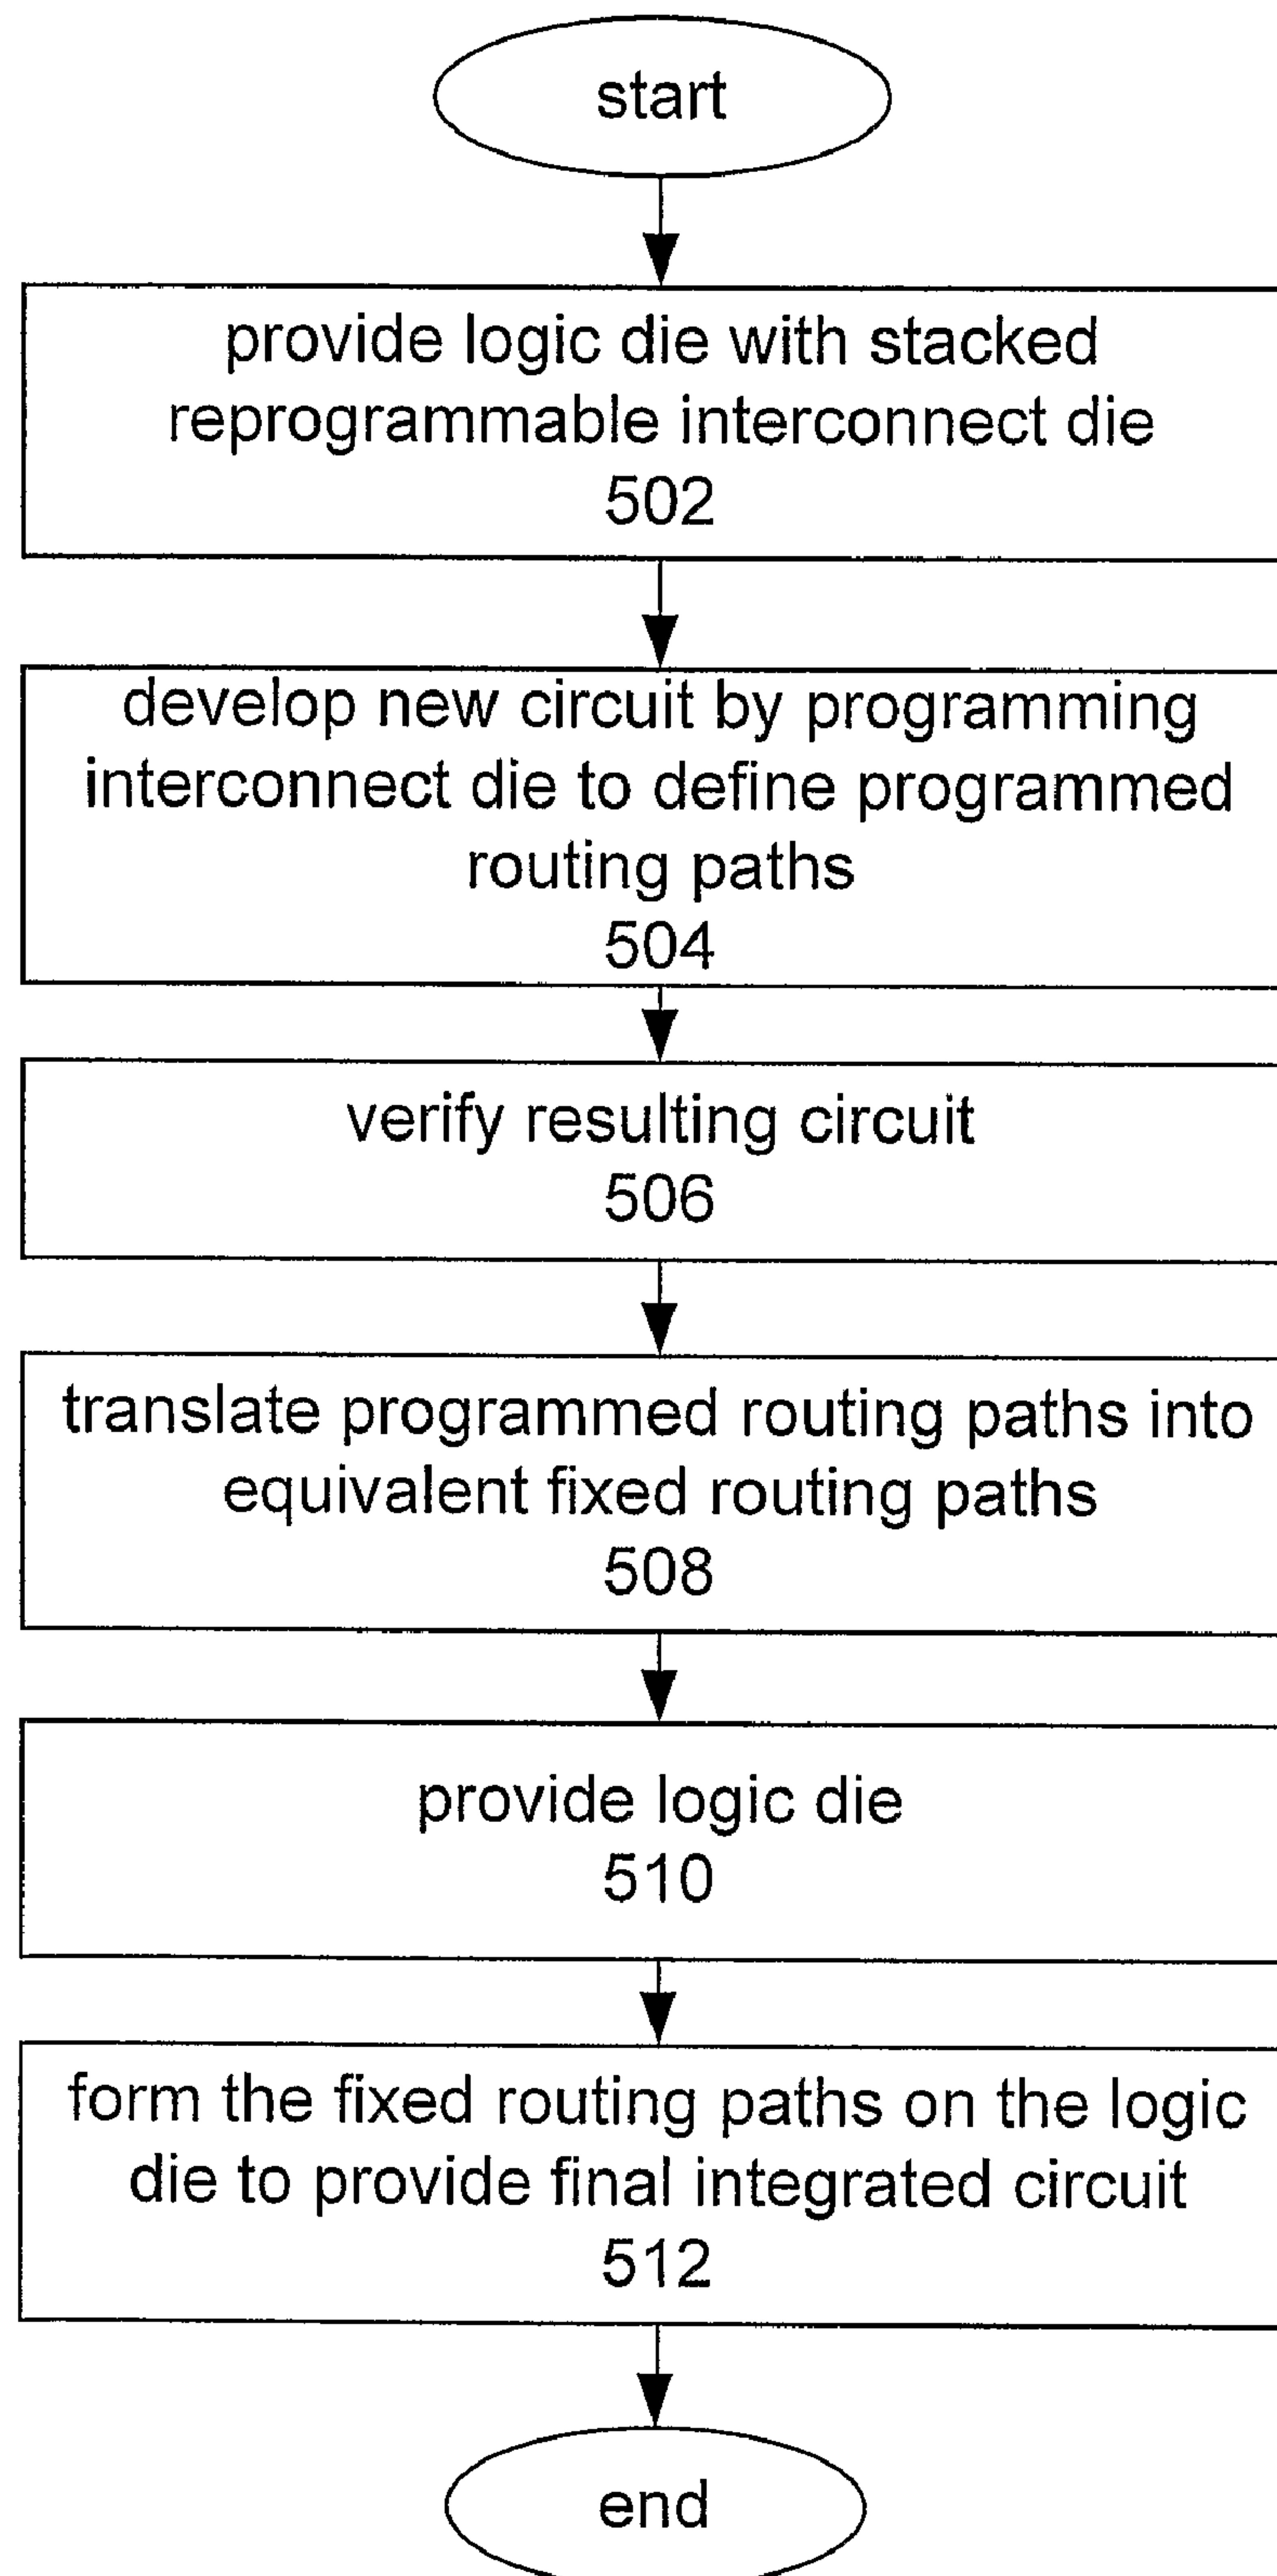 start
provide logic die with stacked
reprogrammable interconnect die
502
develop new circuit by programming
interconnect die to define programmed
routing paths
504
verify resulting circuit
506
translate programmed routing paths into
equivalent fixed routing paths
508
provide logic die
510
form the fixed routing paths on the logic
die to provide final integrated circuit
512
end